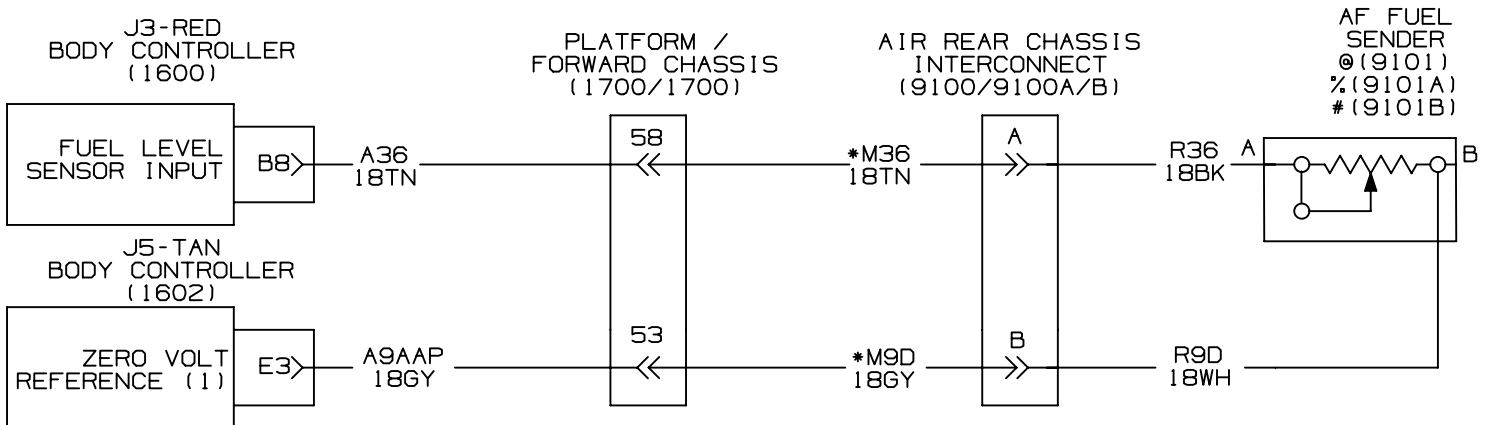 J3-RED
BODY CONTROLLER
(1600)
FUEL LEVEL
SENSOR INPUT
B8
A36
18TN
PLATFORM /
FORWARD CHASSIS
(1700/1700)
58
*M36
18TN
AIR REAR CHASSIS
INTERCONNECT
(9100/9100A/B)
A
R36
18BK
AF FUEL
SENDER
@(9101)
%(9101A)
#(9101B)
A
B
J5-TAN
BODY CONTROLLER
(1602)
ZERO VOLT
REFERENCE (1)
E3
A9AAP
18GY
53
*M9D
18GY
B
R9D
18WH